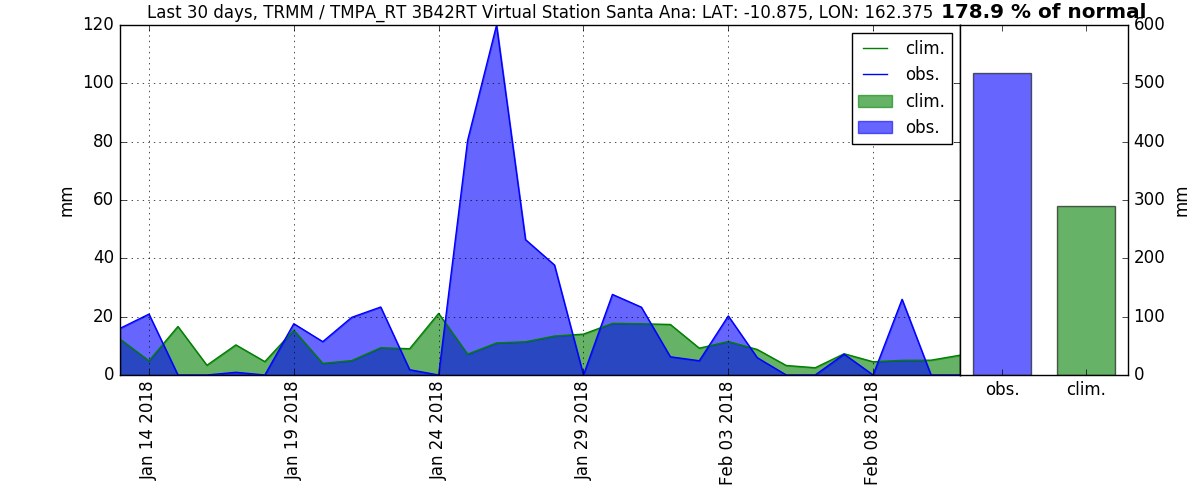 Last 30 days, TRMM / TMPA_RT 3B42RT Virtual Station Santa Ana: LAT: -10.875, LON: 162.375 178.9 % of normal
120
100
80
60
40
20
0
mm
clim.
obs.
clim.
obs.
Jan 14 2018
Jan 19 2018
Jan 24 2018
Jan 29 2018
Feb 03 2018
Feb 08 2018
600
500
400
300
200
100
0
mm
obs.
clim.